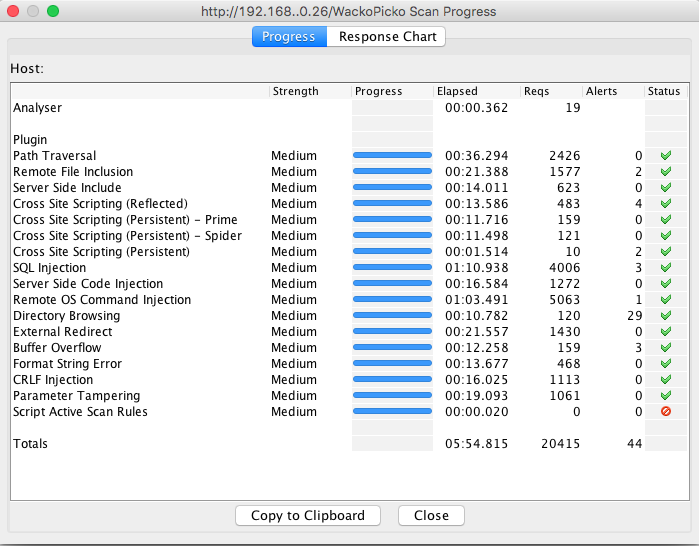 http://192.168..0.26/WackoPicko Scan Progress
Progress Response Chart
Host:
Strength Progress Elapsed Reqs Alerts Status
Analyser 00:00.362 19
Plugin
Path Traversal Medium 00:36.294 2426 0
Remote File Inclusion Medium 00:21.388 1577 2
Server Side Include Medium 00:14.011 623 0
Cross Site Scripting (Reflected) Medium 00:13.586 483 4
Cross Site Scripting (Persistent) – Prime Medium 00:11.716 159 0
Cross Site Scripting (Persistent) – Spider Medium 00:11.498 121 0
Cross Site Scripting (Persistent) Medium 00:01.514 10 2
SQL Injection Medium 01:10.938 4006 3
Server Side Code Injection Medium 00:16.584 1272 0
Remote OS Command Injection Medium 01:03.491 5063 1
Directory Browsing Medium 00:10.782 120 29
External Redirect Medium 00:21.557 1430 0
Buffer Overflow Medium 00:12.258 159 3
Format String Error Medium 00:13.677 468 0
CRLF Injection Medium 00:16.025 1113 0
Parameter Tampering Medium 00:19.093 1061 0
Script Active Scan Rules Medium 00:00.020 0 0
Totals 05:54.815 20415 44
Copy to Clipboard Close